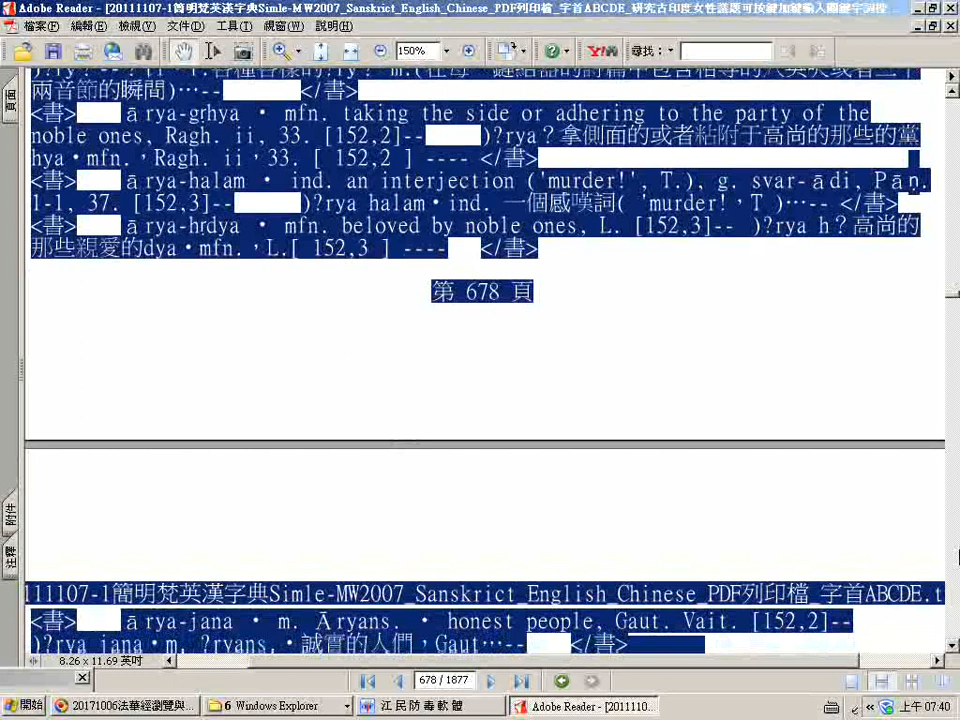 Adobe Reader - [20111107-1簡明梵英漢字典Simle-MW2007_Sanskrict_English_Chinese_PDF列印檔_字首ABCDE_研究古印度女性議題可按鍵加鍵輸入關鍵字詞搜
檔案(F) 編輯(E) 檢視(V) 文件(D) 工具(T) 視窗(W) 說明(H)
150% 尋找：
頁面
兩音節的瞬間)…-- </書>
<書> ārya-gṛhya • mfn. taking the side or adhering to the party of the
noble ones, Ragh. ii, 33. [152,2]-- )?rya？拿側面的或者粘附于高尚的那些的黨
hya•mfn.，Ragh. ii，33. [ 152,2 ] ---- </書>
<書> ārya-halam • ind. an interjection ('murder!', T.), g. svar-ādi, Pāṇ.
1-1, 37. [152,3]-- )?rya halam•ind. 一個感嘆詞( 'murder!，T )…-- </書>
<書> ārya-hṛdya • mfn. beloved by noble ones, L. [152,3]-- )?rya h？高尚的
那些親愛的dya•mfn. ，L.[ 152,3 ] ---- </書>
第 678 頁
附件
注釋
111107-1簡明梵英漢字典Simle-MW2007_Sanskrict_English_Chinese_PDF列印檔_字首ABCDE.t
<書> ārya-jana • m. Āryans. • honest people, Gaut. Vait. [152,2]--
)?rya jana•m. ?ryans.•誠實的人們，Gaut…-- </書>
8.26 x 11.69 英吋
678 / 1877
開始 20171006法華經瀏覽與... 6 Windows Explorer 江民防毒軟體 Adobe Reader - [2011110... 上午 07:40